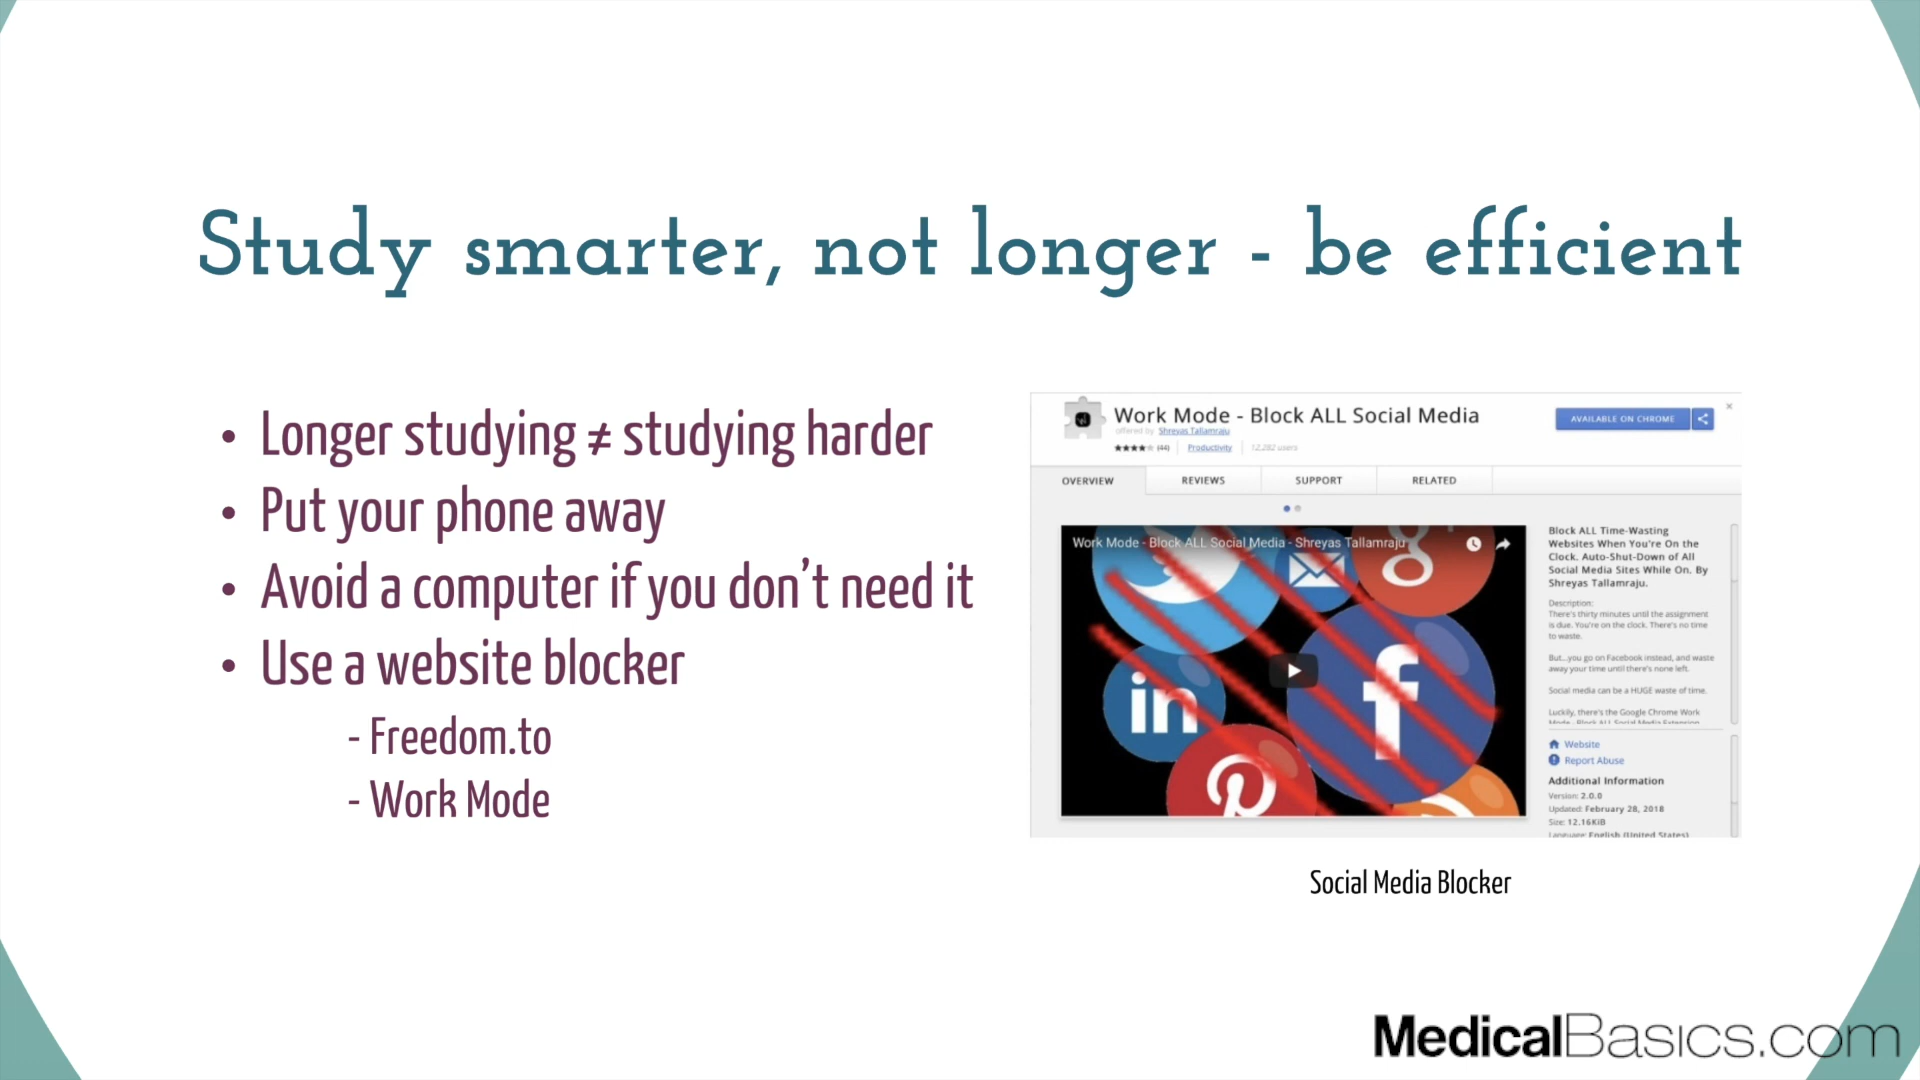 Study smarter, not longer - be efficient
• Longer studying ≠ studying harder
• Put your phone away
• Avoid a computer if you don't need it
• Use a website blocker
- Freedom.to
- Work Mode
Work Mode - Block ALL Social Media
offered by Shreyas Tallamraju
(44) Productivity 12,282 users
AVAILABLE ON CHROME
OVERVIEW REVIEWS SUPPORT RELATED
Work Mode - Block ALL Social Media - Shreyas Tallamraju
g
in
f
Block ALL Time-Wasting
Websites When You're On the
Clock. Auto-Shut-Down of All
Social Media Sites While On. By
Shreyas Tallamraju.
Description:
There's thirty minutes until the assignment
is due. You're on the clock. There's no time
to waste.
But...you go on Facebook instead, and waste
away your time until there's none left.
Social media can be a HUGE waste of time.
Luckily, there's the Google Chrome Work
Mode - Block ALL Social Media Extension
Website
Report Abuse
Additional Information
Version: 2.0.0
Updated: February 28, 2018
Size: 12.16KiB
Language: English (United States)
Social Media Blocker
MedicalBasics.com